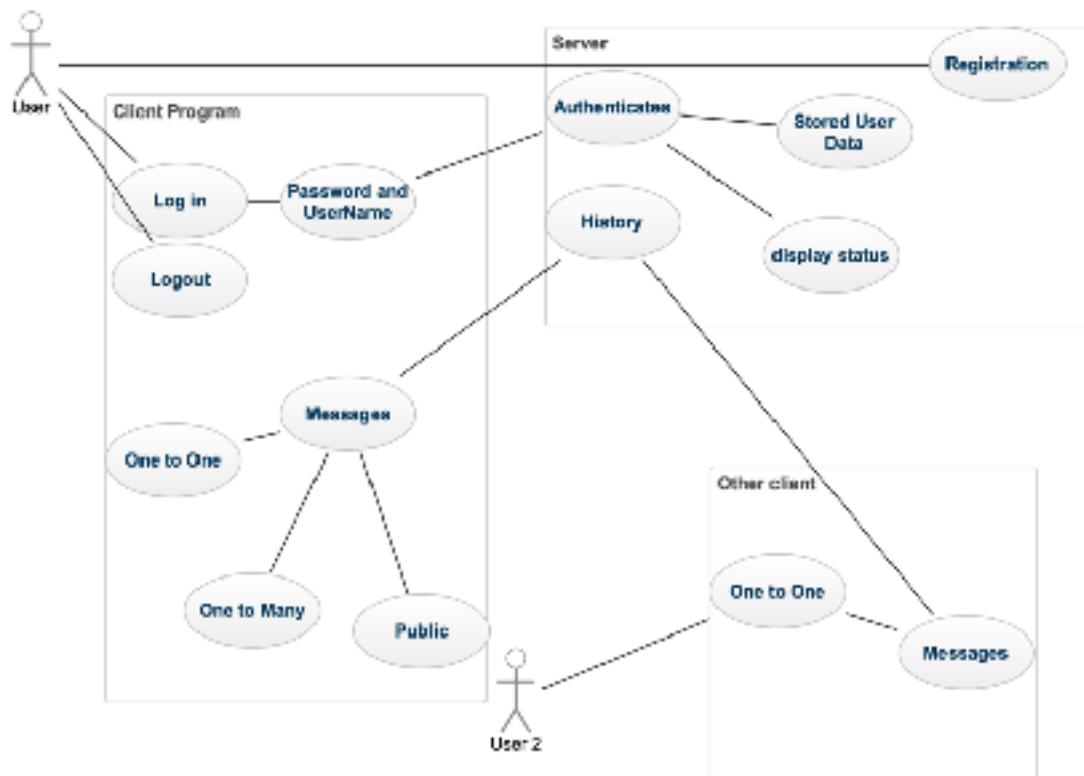 Server
Registration
User
Client Program
Authenticates
Stored User
Data
Log in
Password and
UserName
History
display status
Logout
Messages
One to One
Other client
One to Many
Public
One to One
Messages
User 2